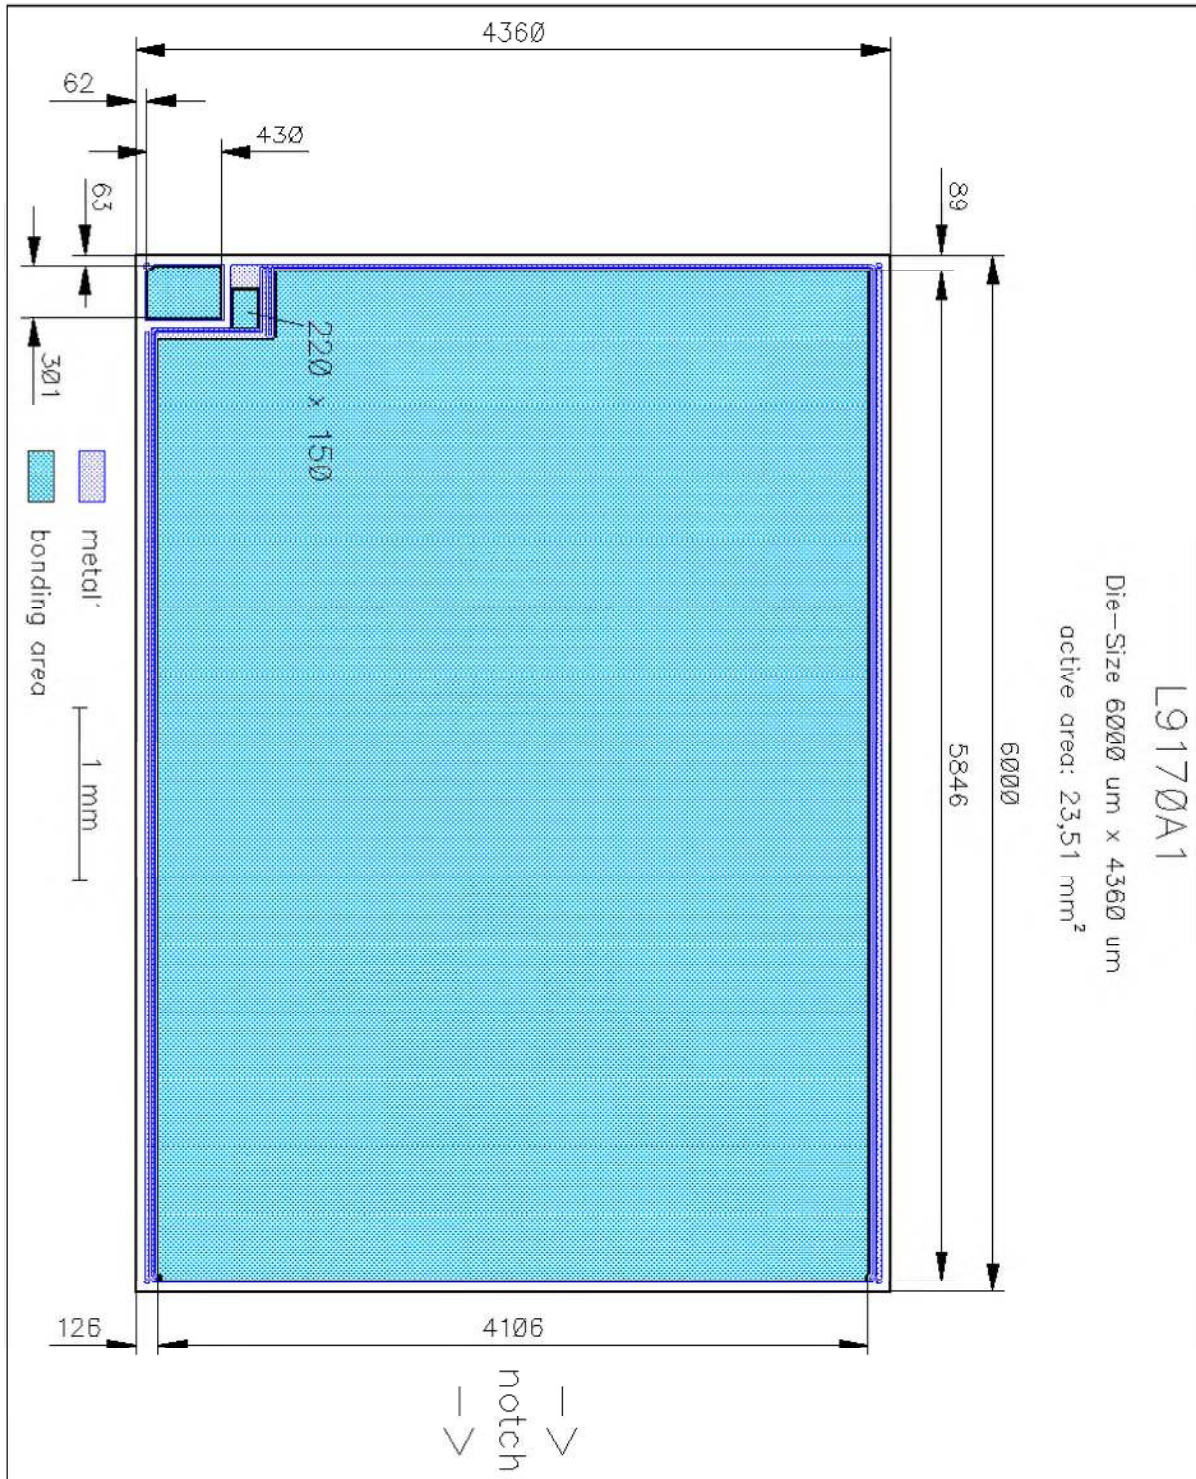 L9170A1
Die-Size 6000 um x 4360 um
active area: 23,51 mm²
4360
62
430
63
89
301
220 x 150
6000
5846
metal'
bonding area
1 mm
126
4106
notch